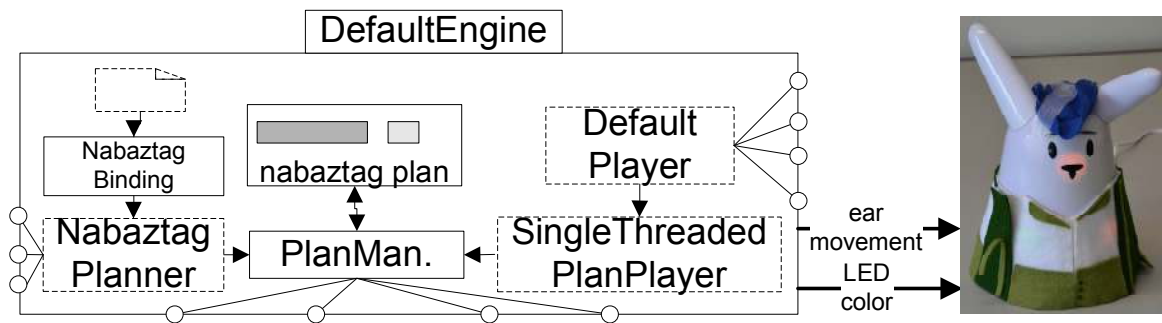 DefaultEngine
Nabaztag
Binding
nabaztag plan
Default
Player
Nabaztag
Planner
PlanMan.
SingleThreaded
PlanPlayer
ear
movement
LED
color